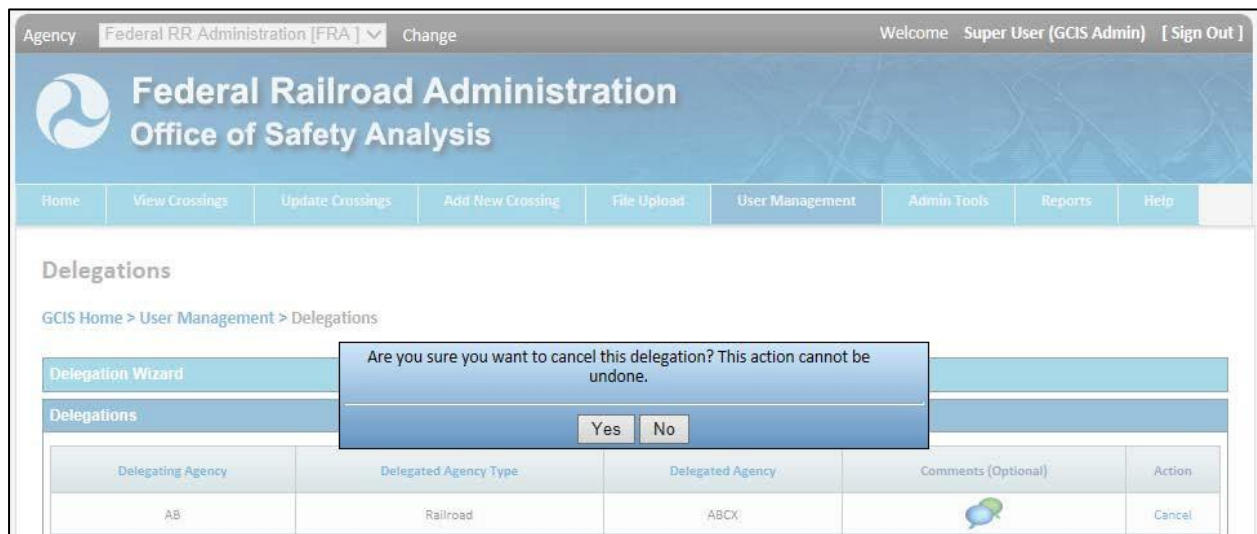 Agency Federal RR Administration [FRA ] Change Welcome Super User (GCIS Admin) [ Sign Out ]
Federal Railroad Administration
Office of Safety Analysis
Home View Crossings Update Crossings Add New Crossing File Upload User Management Admin Tools Reports Help
Delegations
GCIS Home > User Management > Delegations
Are you sure you want to cancel this delegation? This action cannot be
undone.
Delegation Wizard
Delegations
Yes No
Delegating Agency Delegated Agency Type Delegated Agency Comments (Optional) Action
AB Railroad ABCX Cancel